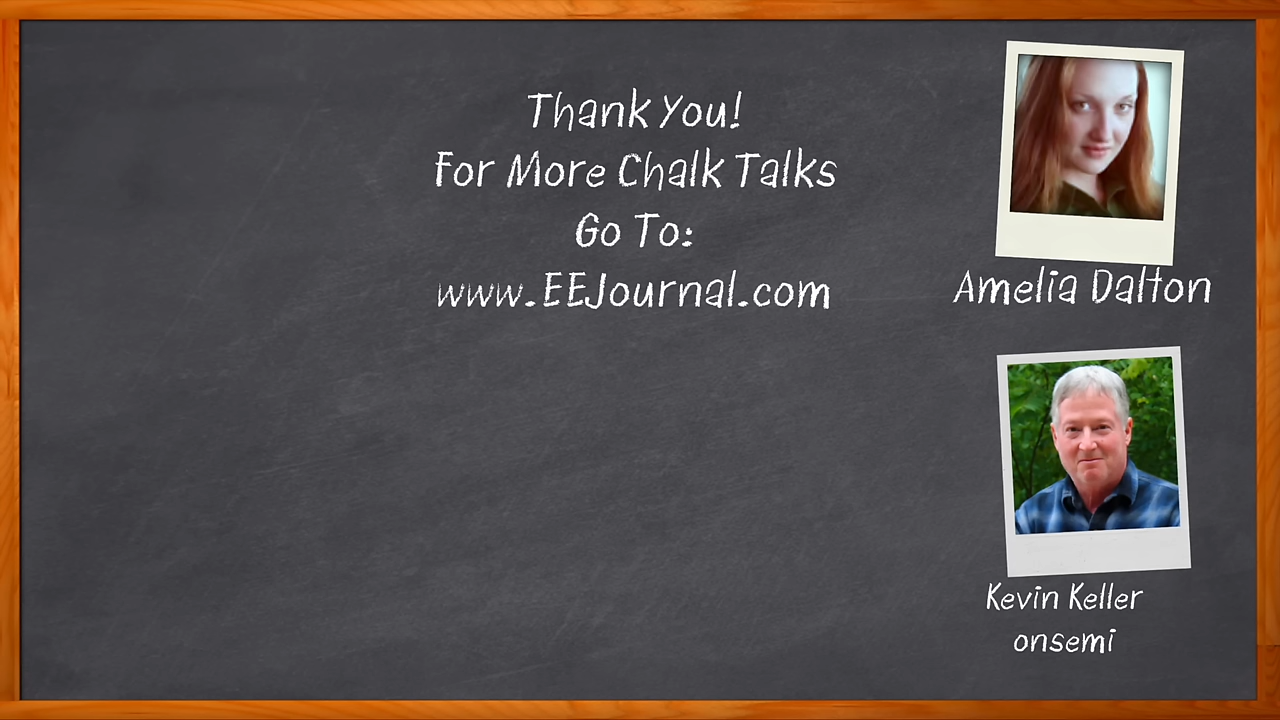 Thank You!
For More Chalk Talks
Go To:
www.EEJournal.com
Amelia Dalton
Kevin Keller
onsemi